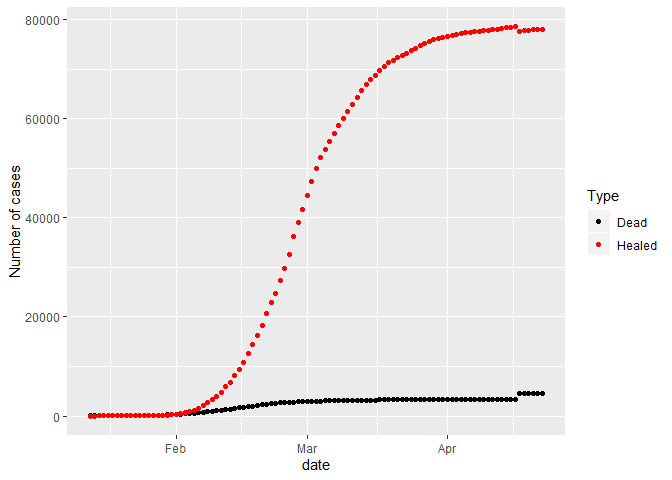 80000
60000
40000
20000
0
Number of cases
Feb
Mar
Apr
date
Type
Dead
Healed